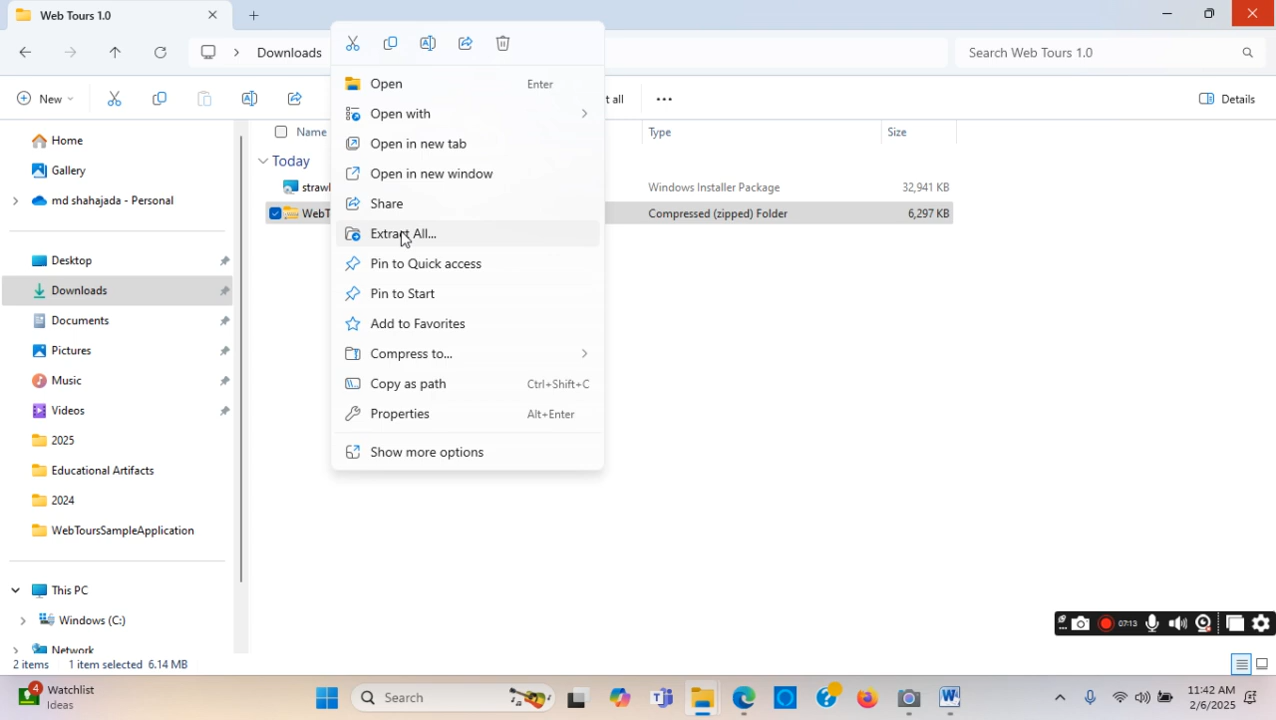 Web Tours 1.0
Downloads
Search Web Tours 1.0
New
t all
Details
Home
Gallery
md shahajada - Personal
Desktop
Downloads
Documents
Pictures
Music
Videos
2025
Educational Artifacts
2024
WebToursSampleApplication
This PC
Windows (C:)
Network
Name
Type
Size
Today
strawl
Windows Installer Package
32,941 KB
WebT
Compressed (zipped) Folder
6,297 KB
Open
Enter
Open with
Open in new tab
Open in new window
Share
Extract All...
Pin to Quick access
Pin to Start
Add to Favorites
Compress to...
Copy as path
Ctrl+Shift+C
Properties
Alt+Enter
Show more options
07:13
2 items
1 item selected 6.14 MB
4
Watchlist
Ideas
Search
11:42 AM
2/6/2025